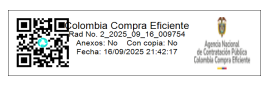 Colombia Compra Eficiente
Rad No. 2_2025_09_16_009754
Anexos: No Con copia: No
Fecha: 16/09/2025 21:42:17
Agencia Nacional
de Contratación Pública
Colombia Compra Eficiente